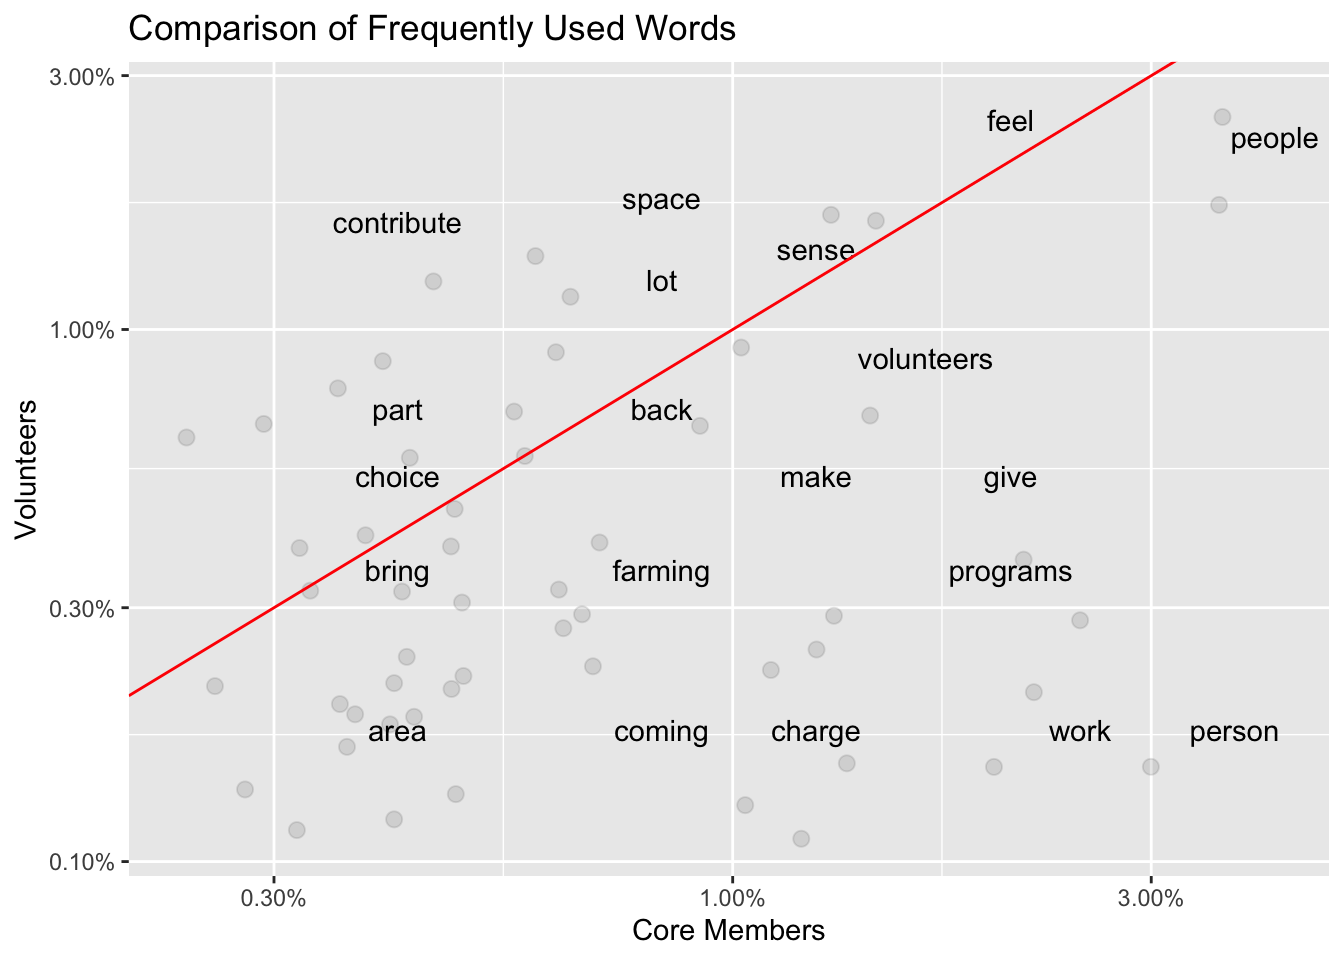 Comparison of Frequently Used Words
3.00%
feel
people
space
contribute
sense
lot
1.00%
volunteers
part
back
choice
make
give
bring
farming
programs
0.30%
area
coming
charge
work
person
0.10%
Volunteers
0.30%
1.00%
3.00%
Core Members